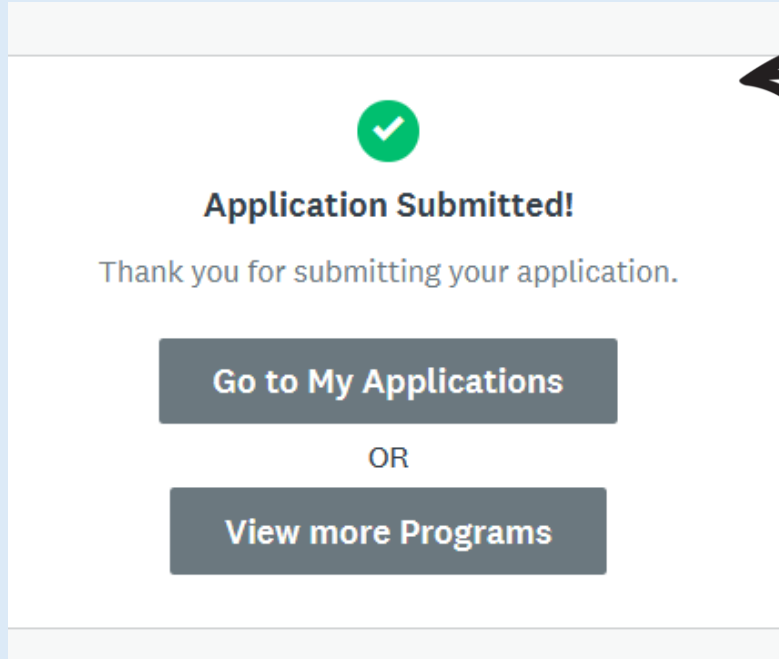 Application Submitted!
Thank you for submitting your application.
Go to My Applications
OR
View more Programs